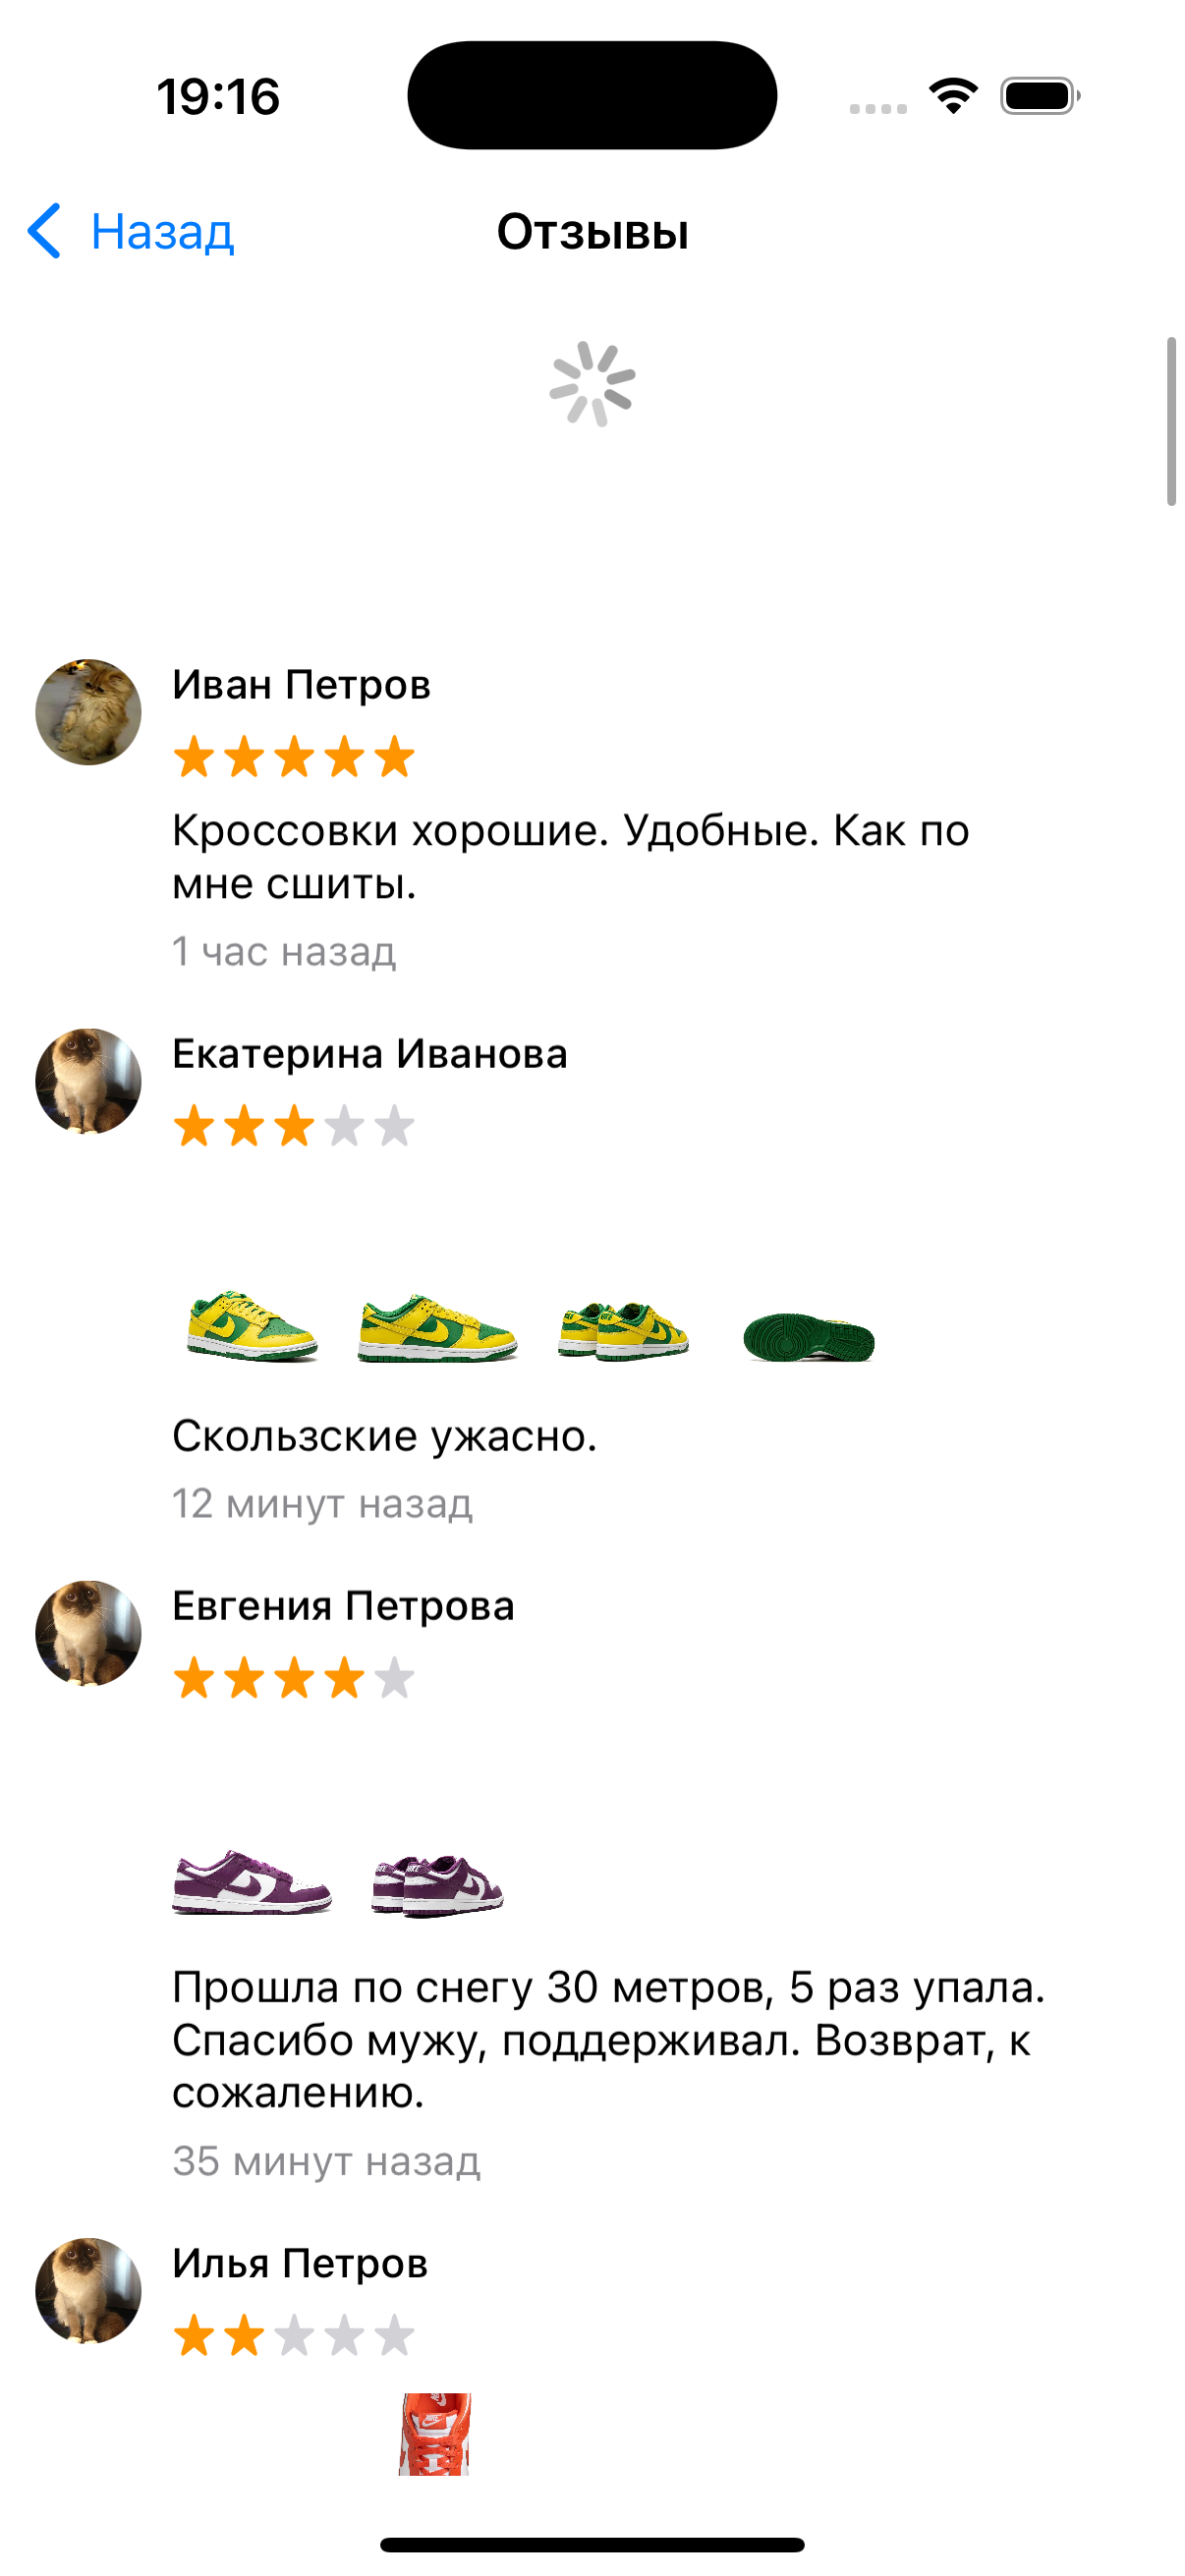 19:16
Назад
Отзывы
Иван Петров
Кроссовки хорошие. Удобные. Как по
мне сшиты.
1 час назад
Екатерина Иванова
Скользские ужасно.
12 минут назад
Евгения Петрова
Прошла по снегу 30 метров, 5 раз упала.
Спасибо мужу, поддерживал. Возврат, к
сожалению.
35 минут назад
Илья Петров